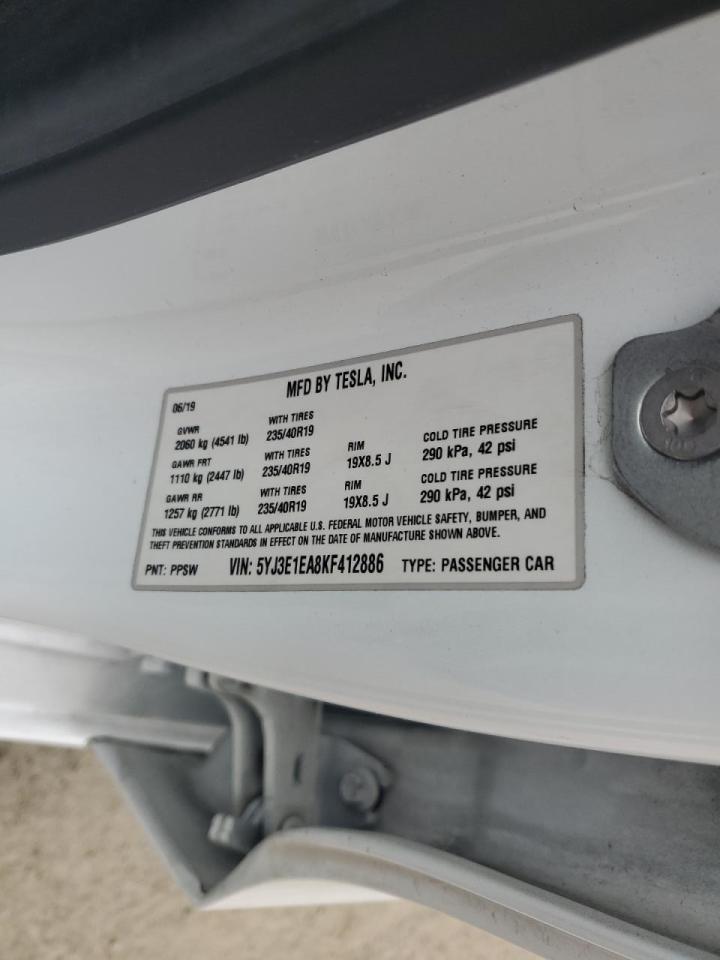 MFD BY TESLA, INC.
06/19
GVWR WITH TIRES
2060 kg (4541 lb) 235/40R19
GAWR FRT WITH TIRES RIM COLD TIRE PRESSURE
1110 kg (2447 lb) 235/40R19 19X8.5 J 290 kPa, 42 psi
GAWR RR WITH TIRES RIM COLD TIRE PRESSURE
1257 kg (2771 lb) 235/40R19 19X8.5 J 290 kPa, 42 psi
THIS VEHICLE CONFORMS TO ALL APPLICABLE U.S. FEDERAL MOTOR VEHICLE SAFETY, BUMPER, AND
THEFT PREVENTION STANDARDS IN EFFECT ON THE DATE OF MANUFACTURE SHOWN ABOVE.
PNT: PPSW VIN: 5YJ3E1EA8KF412886 TYPE: PASSENGER CAR